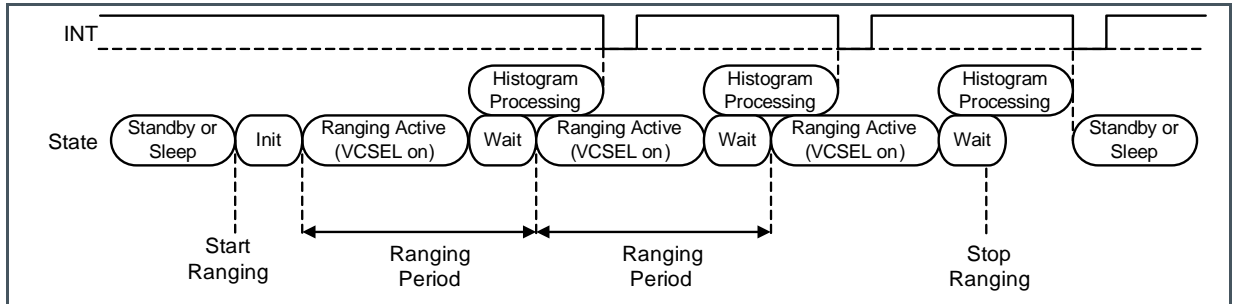 INT
Histogram
Processing
Histogram
Processing
Histogram
Processing
State
Standby or
Sleep
Init
Ranging Active
(VCSEL on)
Wait
Ranging Active
(VCSEL on)
Wait
Ranging Active
(VCSEL on)
Wait
Standby or
Sleep
Start
Ranging
Ranging
Period
Ranging
Period
Stop
Ranging